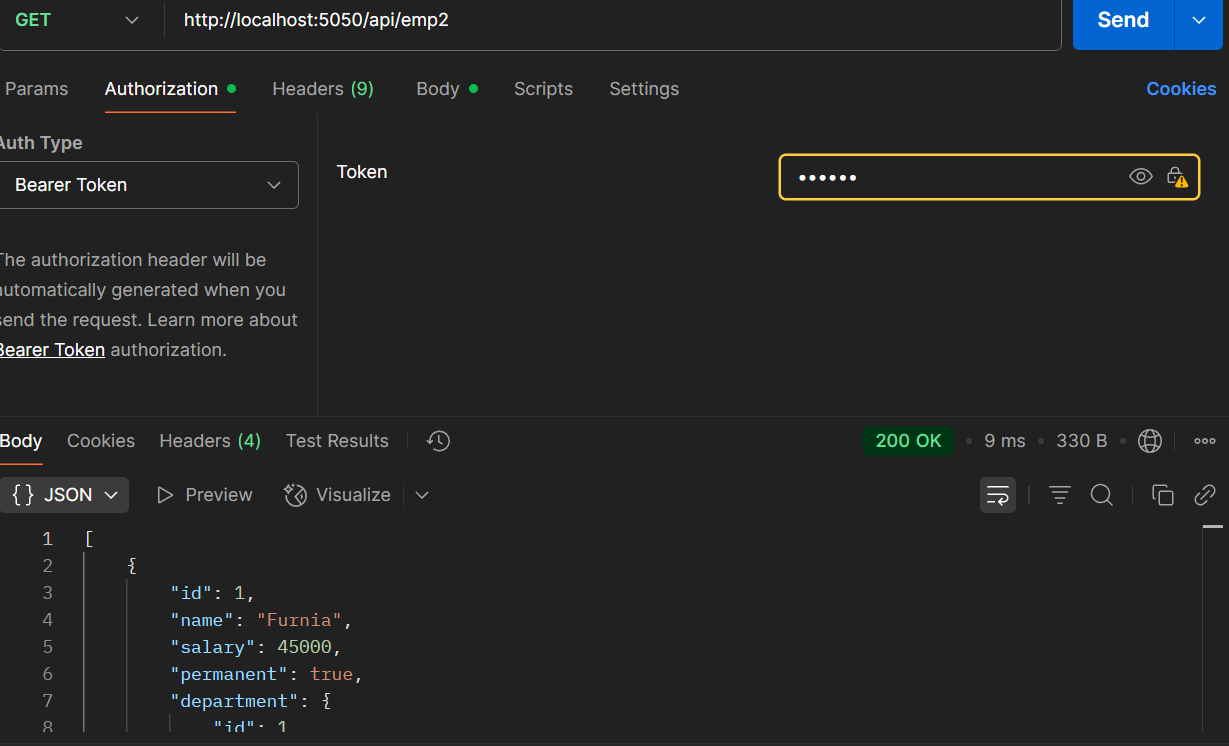 GET http://localhost:5050/api/emp2 Send
Params Authorization Headers (9) Body Scripts Settings Cookies
Auth Type
Bearer Token
Token
••••••
The authorization header will be
automatically generated when you
send the request. Learn more about
Bearer Token authorization.
Body Cookies Headers (4) Test Results 200 OK • 9 ms • 330 B •
{} JSON Preview Visualize
1 [
2 {
3 "id": 1,
4 "name": "Furnia",
5 "salary": 45000,
6 "permanent": true,
7 "department": {
8 "id": 1